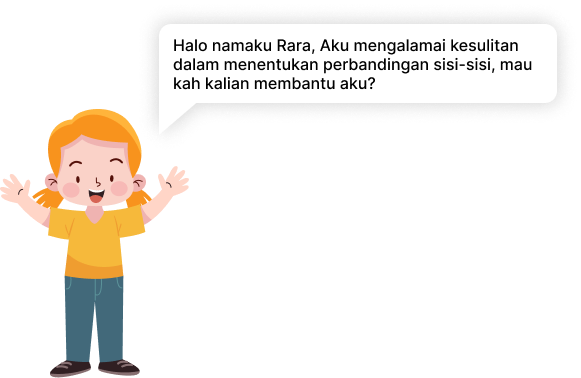 Halo namaku Rara, Aku mengalamai kesulitan
dalam menentukan perbandingan sisi-sisi, mau
kah kalian membantu aku?